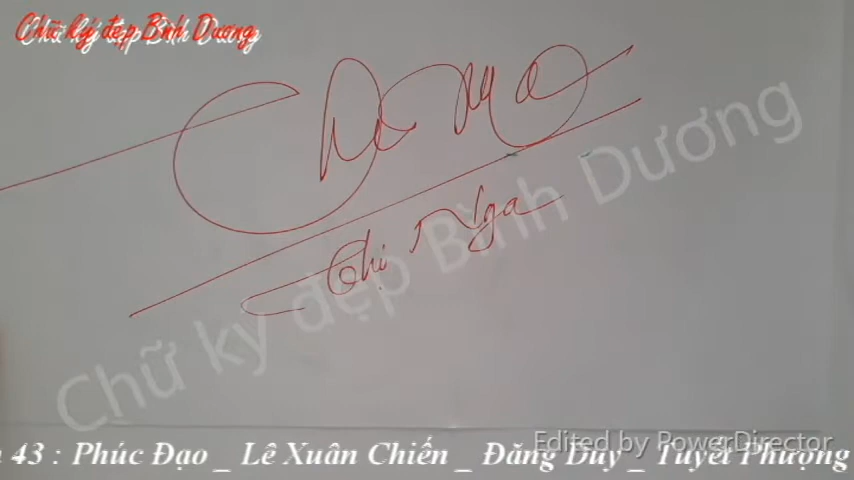 Chữ ký đẹp Bình Dương
Chị Nga
Chữ ký đẹp Bình Dương
Edited by PowerDirector
43 : Phúc Đạo _ Lê Xuân Chiến _ Đăng Duy _ Tuyết Phượng